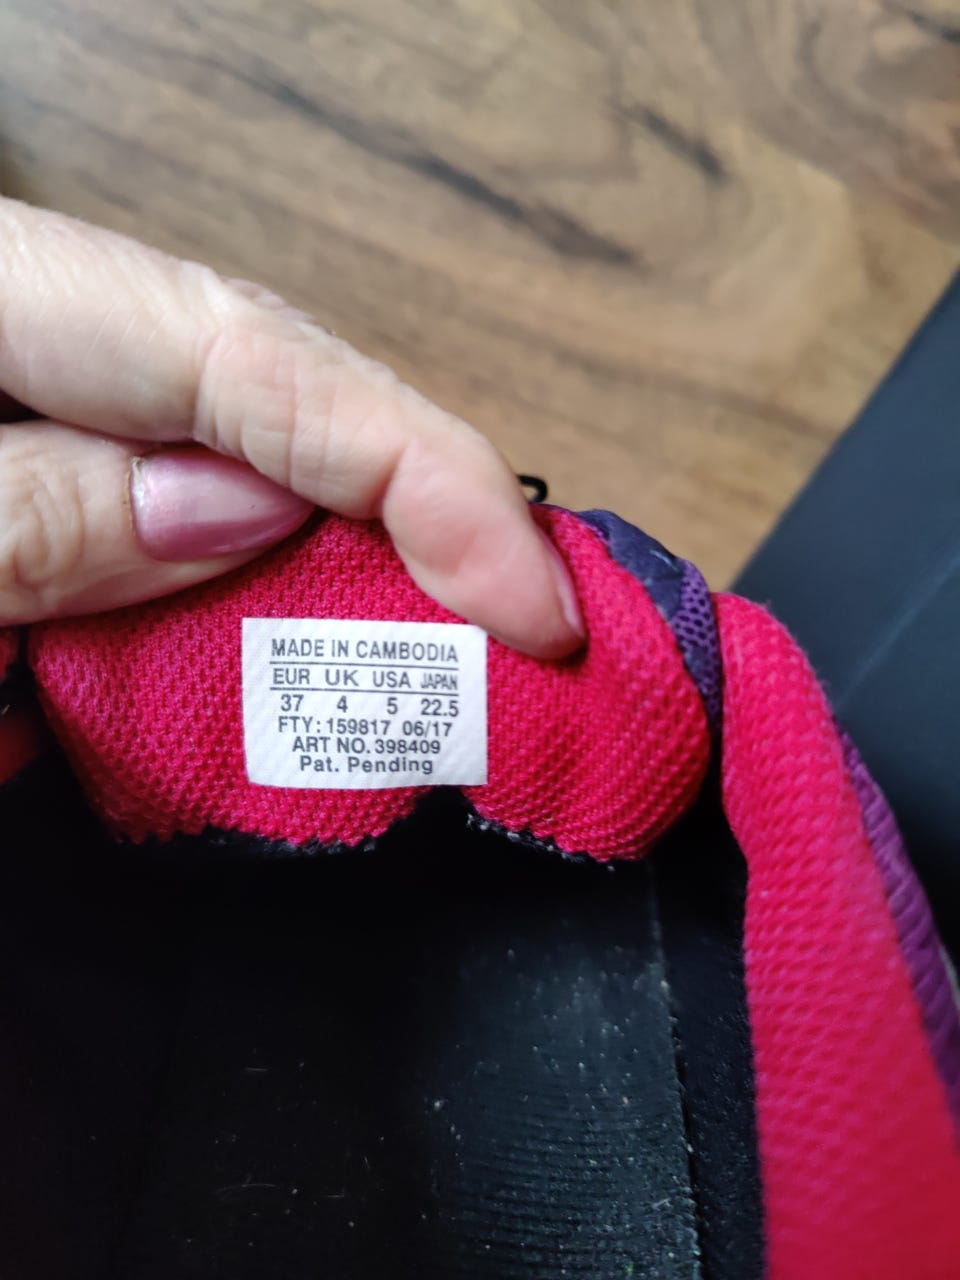 MADE IN CAMBODIA
EUR UK USA JAPAN
37 4 5 22.5
FTY: 159817 06/17
ART NO. 398409
Pat. Pending